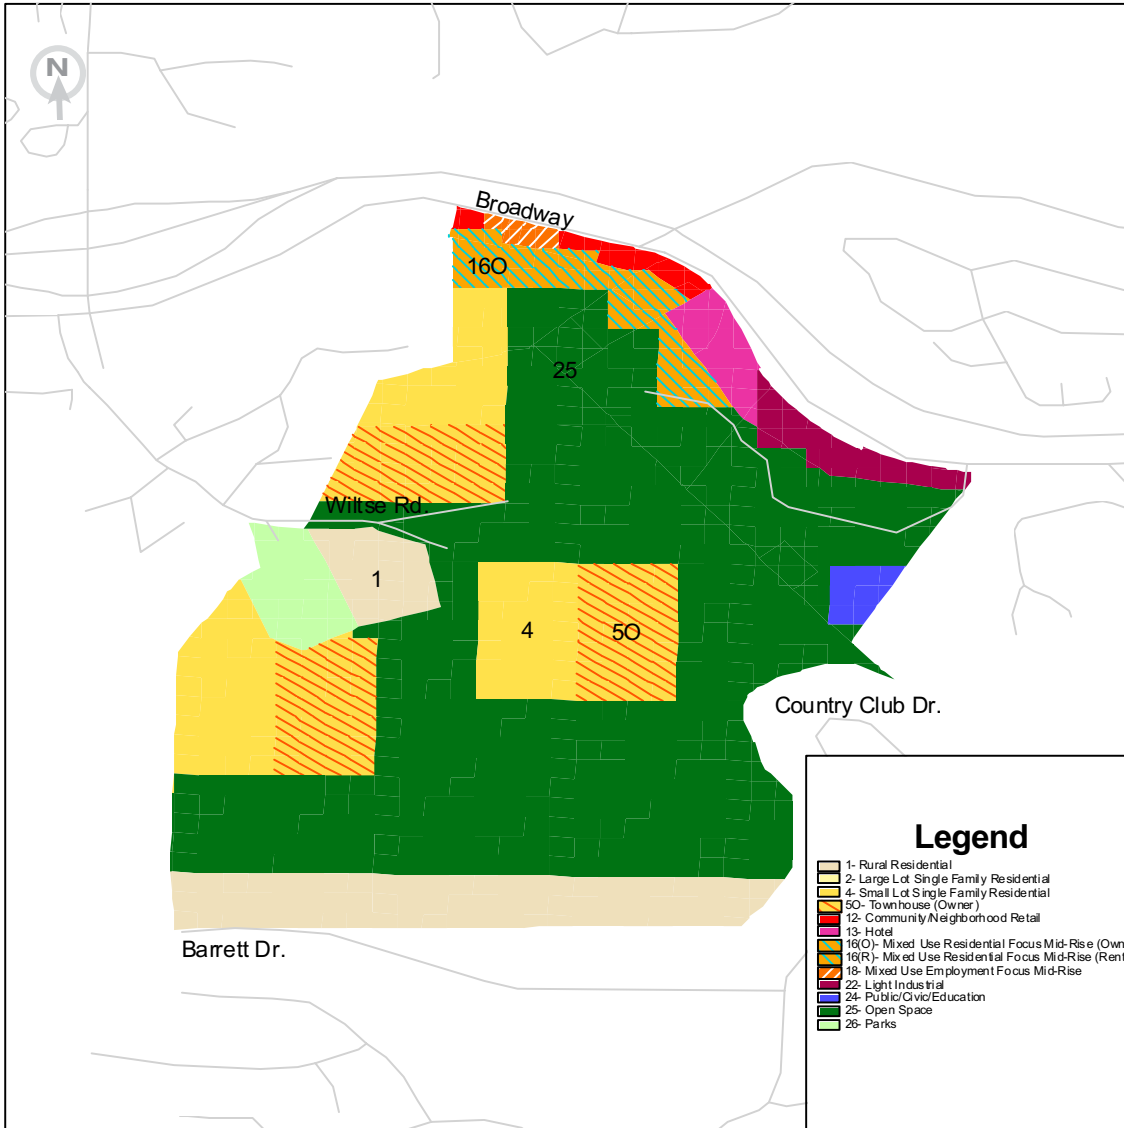 N
Broadway
16O
25
Wiltse Rd.
1
4
5O
Country Club Dr.
Barrett Dr.
Legend
1- Rural Residential
2- Large Lot Single Family Residential
4- Small Lot Single Family Residential
5O- Townhouse (Owner)
12- Community/Neighborhood Retail
13- Hotel
16(O)- Mixed Use Residential Focus Mid-Rise (Own
16(R)- Mixed Use Residential Focus Mid-Rise (Rent
18- Mixed Use Employment Focus Mid-Rise
22- Light Industrial
24- Public/Civic/Education
25- Open Space
26- Parks